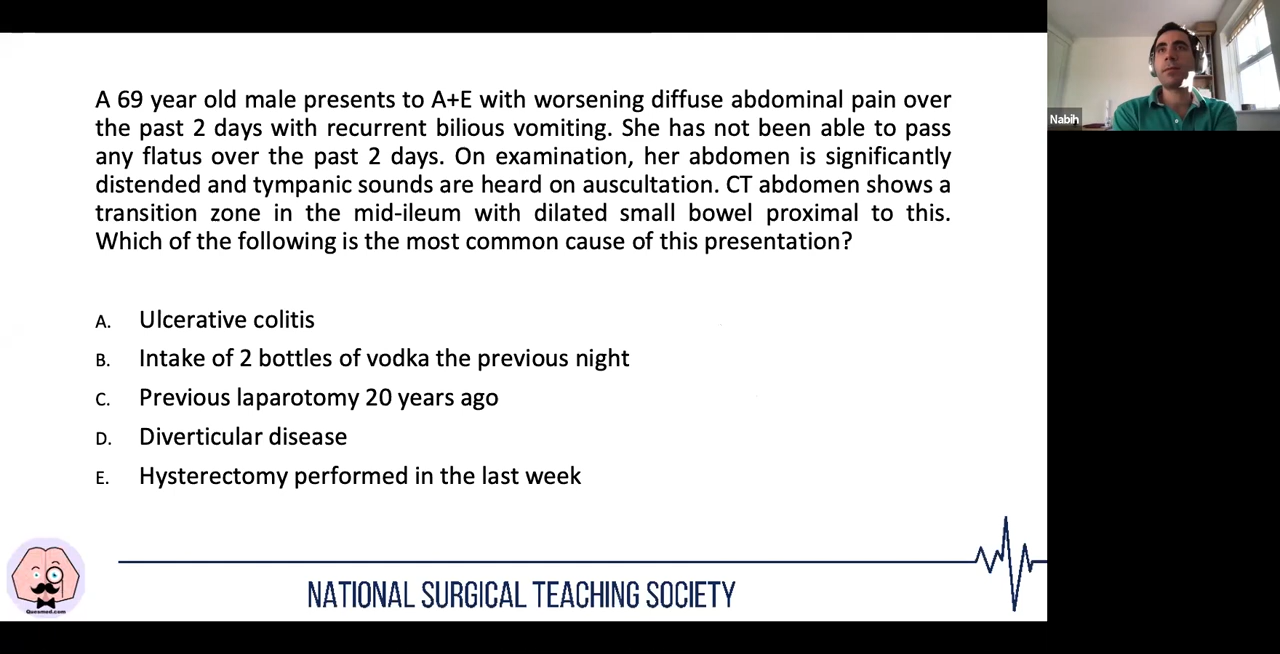 A 69 year old male presents to A+E with worsening diffuse abdominal pain over
the past 2 days with recurrent bilious vomiting. She has not been able to pass
any flatus over the past 2 days. On examination, her abdomen is significantly
distended and tympanic sounds are heard on auscultation. CT abdomen shows a
transition zone in the mid-ileum with dilated small bowel proximal to this.
Which of the following is the most common cause of this presentation?
A. Ulcerative colitis
B. Intake of 2 bottles of vodka the previous night
C. Previous laparotomy 20 years ago
D. Diverticular disease
E. Hysterectomy performed in the last week
NATIONAL SURGICAL TEACHING SOCIETY
Quesmed.com
Nabih